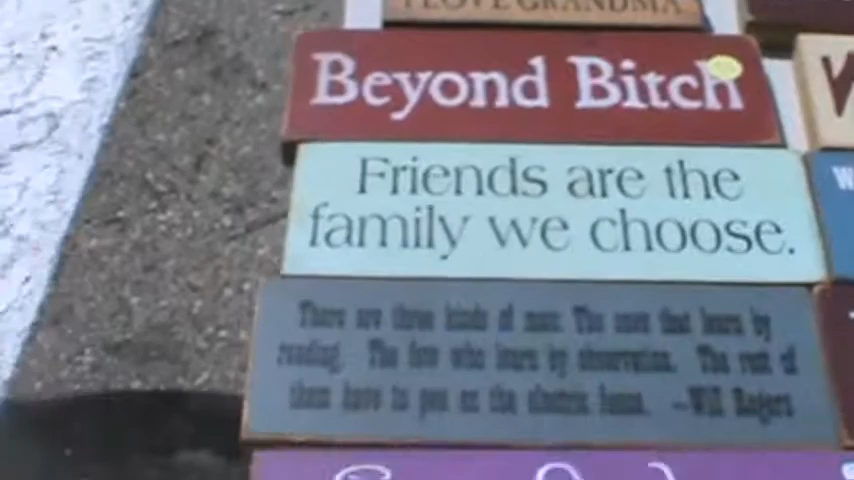 I LOVE GRANDMA
Beyond Bitch
Friends are the
family we choose.
There are three kinds of men. The ones that learn by
reading. The few who learn by observation. The rest of
them have to pee on the electric fence. –Will Rogers
W